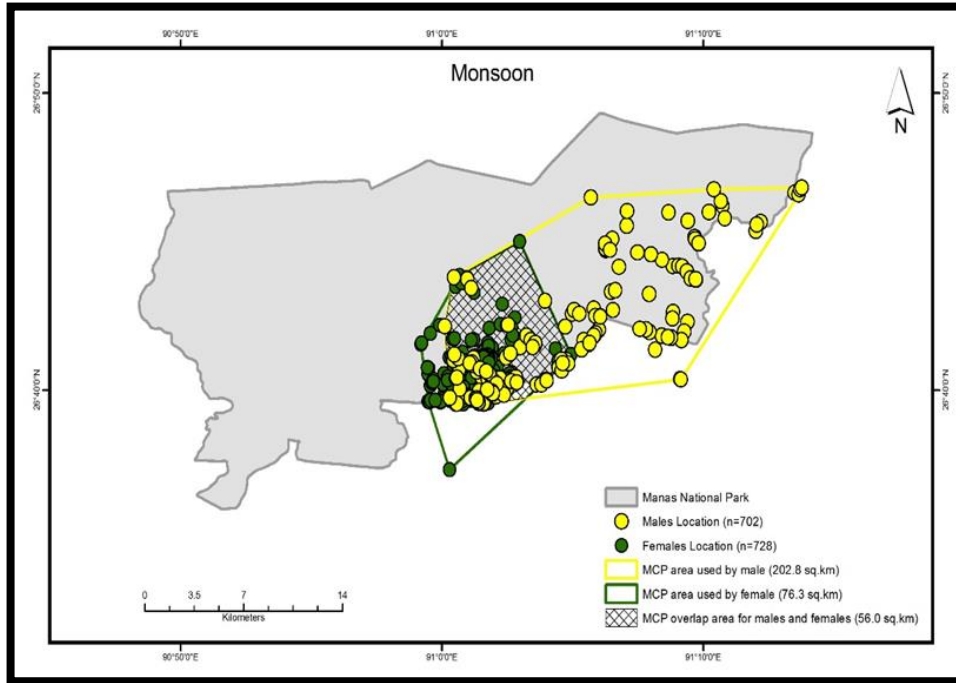 90°50'0"E 91°0'0"E 91°10'0"E
Monsoon
26°50'0"N 26°50'0"N
N
26°40'0"N 26°40'0"N
Manas National Park
Males Location (n=702)
Females Location (n=728)
MCP area used by male (202.8 sq.km)
MCP area used by female (76.3 sq.km)
MCP overlap area for males and females (56.0 sq.km)
0 3.5 7 14
Kilometers
90°50'0"E 91°0'0"E 91°10'0"E